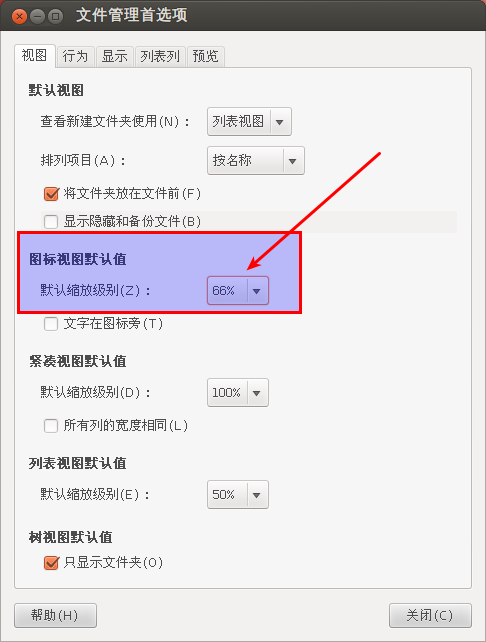 文件管理首选项
视图 行为 显示 列表列 预览
默认视图
查看新建文件夹使用(N)： 列表视图
排列项目(A)： 按名称
将文件夹放在文件前(F)
显示隐藏和备份文件(B)
图标视图默认值
默认缩放级别(Z)： 66%
文字在图标旁(T)
紧凑视图默认值
默认缩放级别(D)： 100%
所有列的宽度相同(L)
列表视图默认值
默认缩放级别(E)： 50%
树视图默认值
只显示文件夹(O)
帮助(H) 关闭(C)